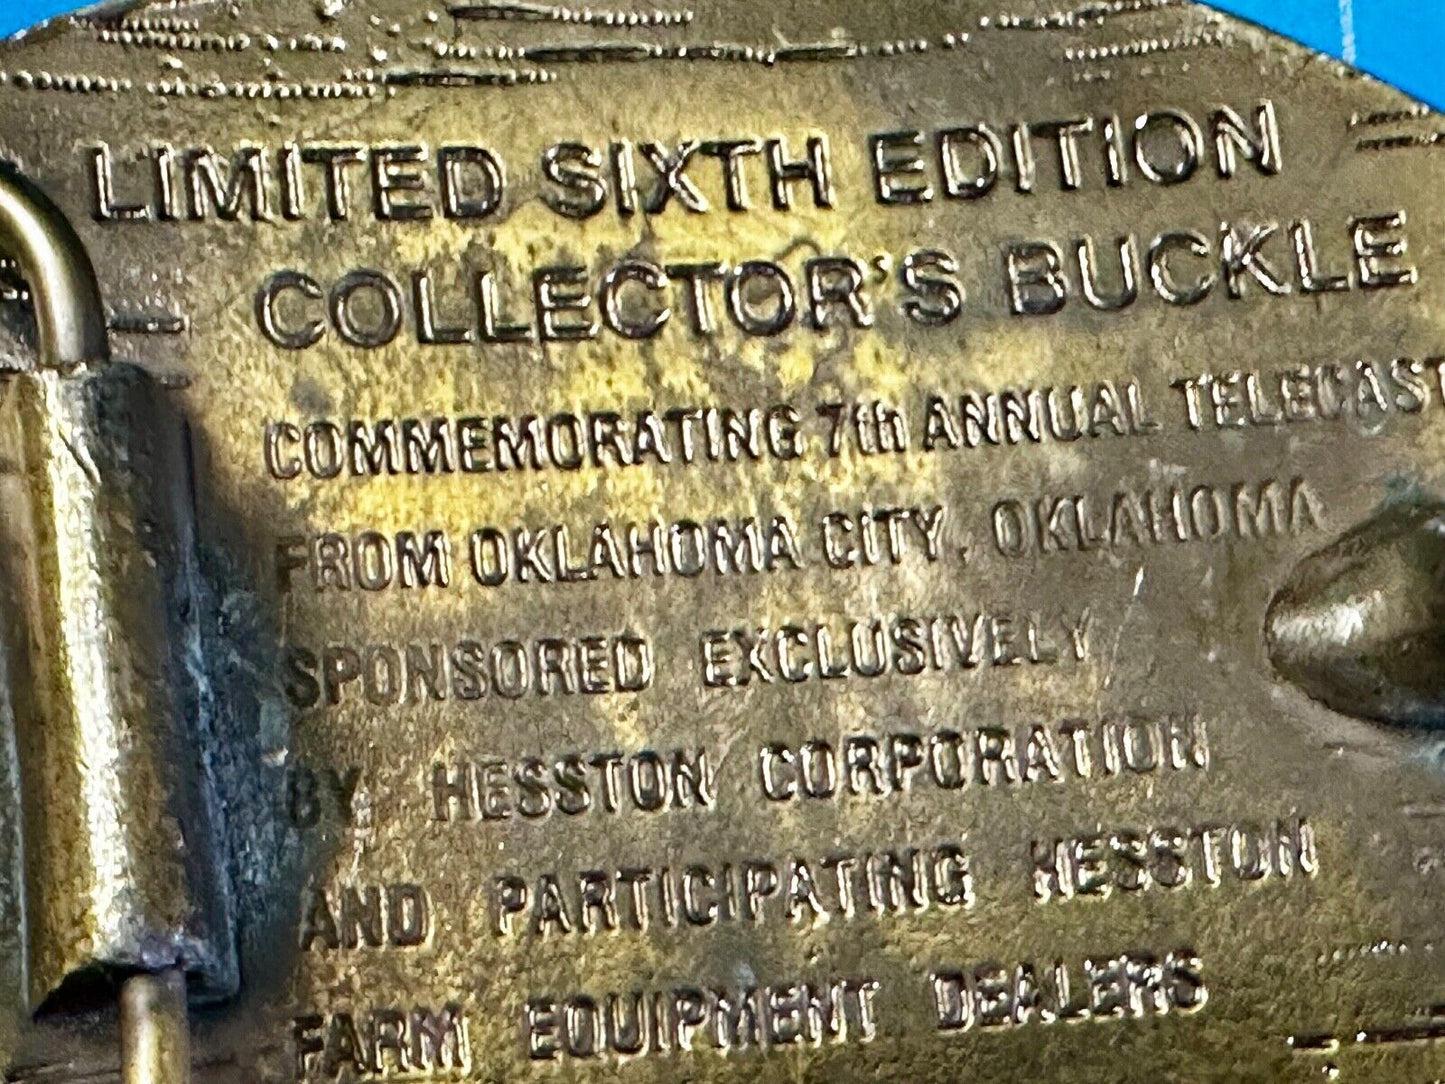 LIMITED SIXTH EDITION
COLLECTOR'S BUCKLE
COMMEMORATING 7th ANNUAL TELECAST
FROM OKLAHOMA CITY, OKLAHOMA
SPONSORED EXCLUSIVELY
BY HESSTON CORPORATION
AND PARTICIPATING HESSTON
FARM EQUIPMENT DEALERS